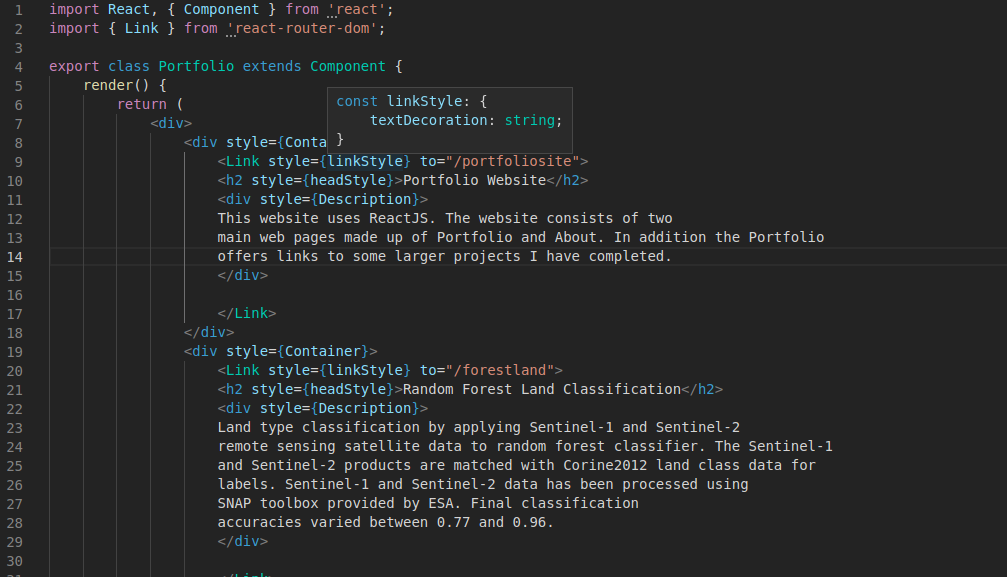 1 import React, { Component } from 'react';
2 import { Link } from 'react-router-dom';
3
4 export class Portfolio extends Component {
5 render() {
6 return (
7 <div>
8 <div style={Conta
const linkStyle: {
textDecoration: string;
}
9 <Link style={linkStyle} to="/portfoliosite">
10 <h2 style={headStyle}>Portfolio Website</h2>
11 <div style={Description}>
12 This website uses ReactJS. The website consists of two
13 main web pages made up of Portfolio and About. In addition the Portfolio
14 offers links to some larger projects I have completed.
15 </div>
16
17 </Link>
18 </div>
19 <div style={Container}>
20 <Link style={linkStyle} to="/forestland">
21 <h2 style={headStyle}>Random Forest Land Classification</h2>
22 <div style={Description}>
23 Land type classification by applying Sentinel-1 and Sentinel-2
24 remote sensing satellite data to random forest classifier. The Sentinel-1
25 and Sentinel-2 products are matched with Corine2012 land class data for
26 labels. Sentinel-1 and Sentinel-2 data has been processed using
27 SNAP toolbox provided by ESA. Final classification
28 accuracies varied between 0.77 and 0.96.
29 </div>
30